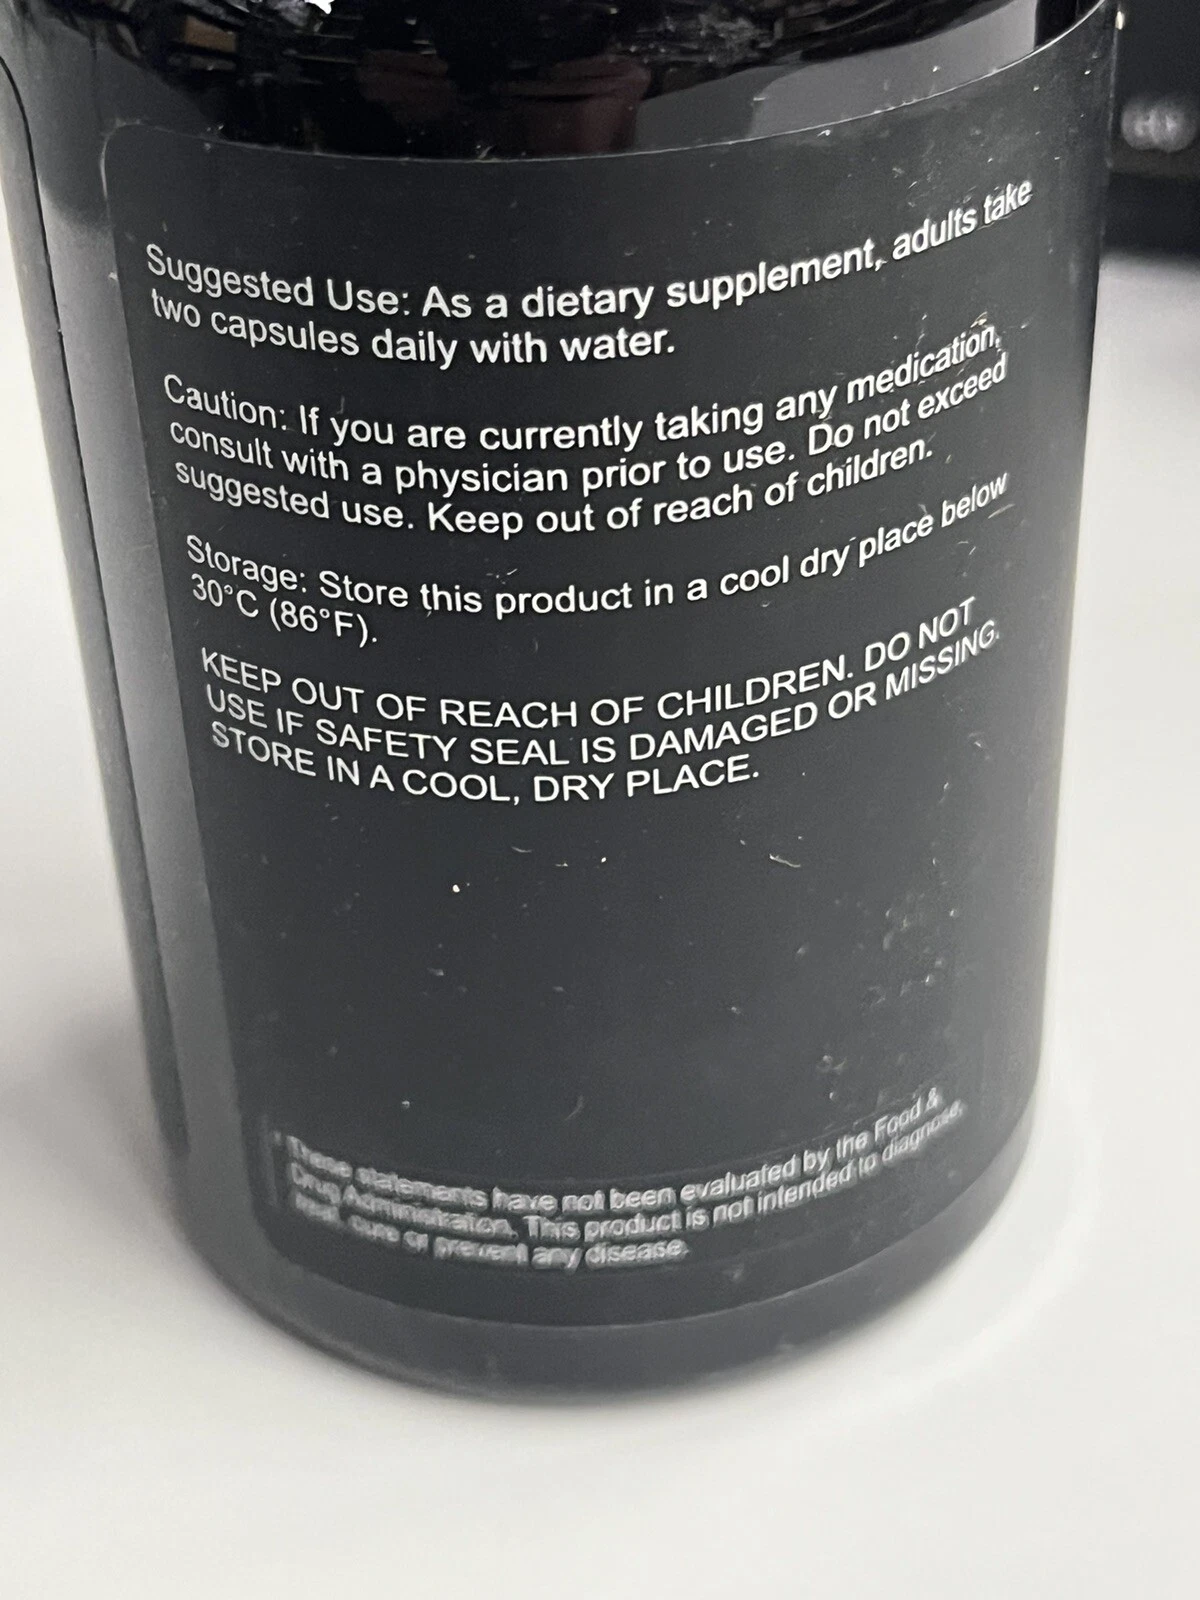 Suggested Use: As a dietary supplement, adults take
two capsules daily with water.
Caution: If you are currently taking any medication,
consult with a physician prior to use. Do not exceed
suggested use. Keep out of reach of children.
Storage: Store this product in a cool dry place below
30°C (86°F).
KEEP OUT OF REACH OF CHILDREN. DO NOT
USE IF SAFETY SEAL IS DAMAGED OR MISSING.
STORE IN A COOL, DRY PLACE.
These statements have not been evaluated by the Food &
Drug Administration. This product is not intended to diagnose,
treat, cure or prevent any disease.